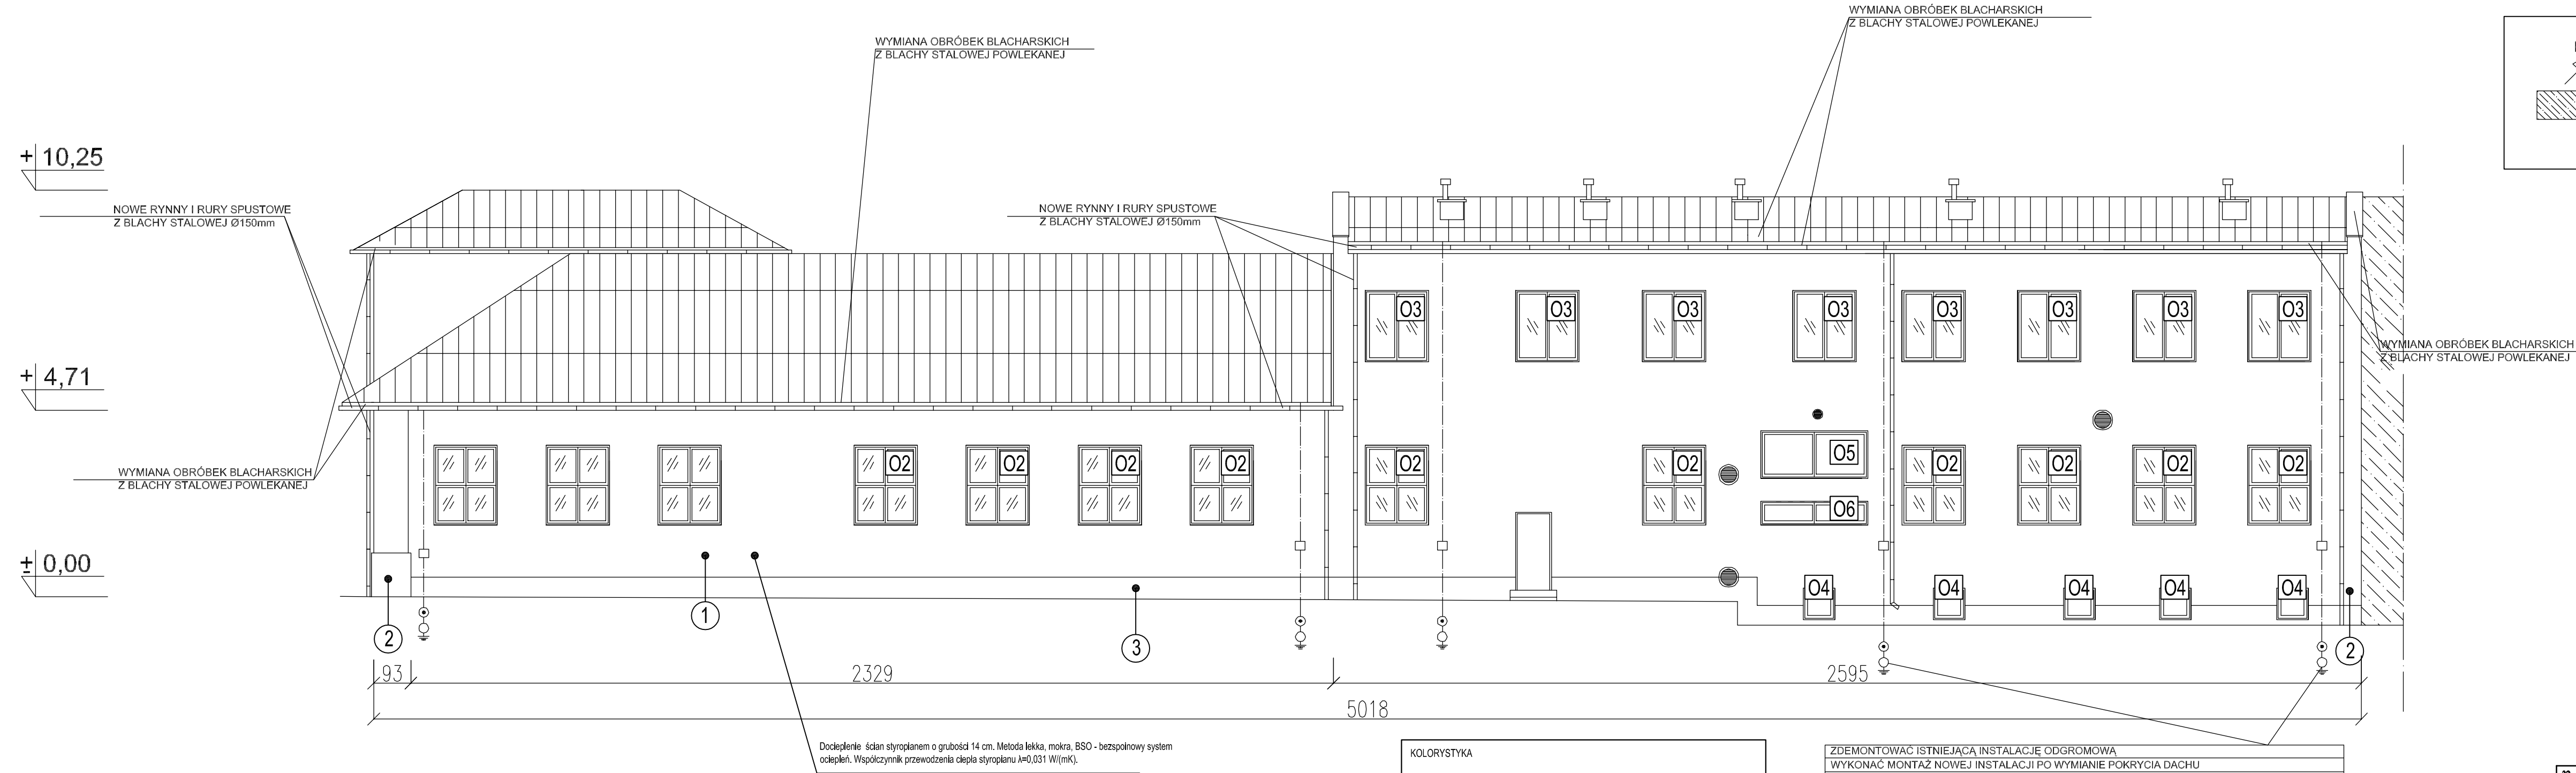 WYMIANA OBRÓBEK BLACHARSKICH
Z BLACHY STALOWEJ POWLEKANEJ
WYMIANA OBRÓBEK BLACHARSKICH
Z BLACHY STALOWEJ POWLEKANEJ
+ 10,25
NOWE RYNNY I RURY SPUSTOWE
Z BLACHY STALOWEJ Ø150mm
NOWE RYNNY I RURY SPUSTOWE
Z BLACHY STALOWEJ Ø150mm
O3 O3 O3 O3 O3 O3 O3 O3
WYMIANA OBRÓBEK BLACHARSKICH
Z BLACHY STALOWEJ POWLEKANEJ
+ 4,71
O5
O2 O2 O2 O2 O2 O2 O2 O2 O2 O2
WYMIANA OBRÓBEK BLACHARSKICH
Z BLACHY STALOWEJ POWLEKANEJ
O6
± 0,00
O4 O4 O4 O4 O4
1
2
3
2
93 2329 2595
5018
Docieplenie ścian styropianem o grubości 14 cm. Metoda lekka, mokra, BSO - bezspoinowy system
ociepleń. Współczynnik przewodzenia ciepła styropianu λ=0,031 W/(mK).
KOLORYSTYKA
ZDEMONTOWAĆ ISTNIEJĄCĄ INSTALACJĘ ODGROMOWĄ
WYKONAĆ MONTAŻ NOWEJ INSTALACJI PO WYMIANIE POKRYCIA DACHU